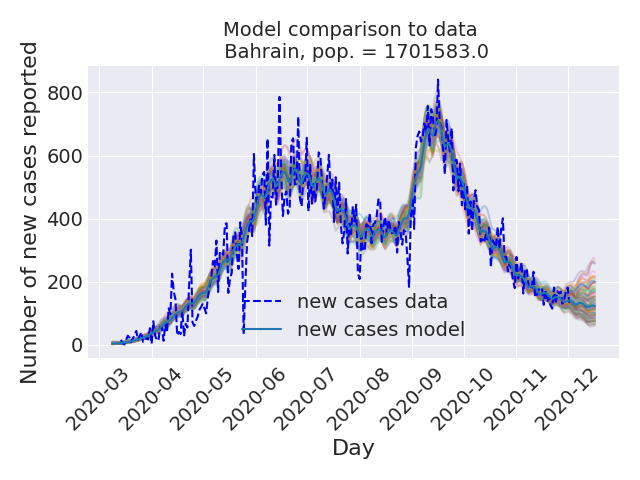 Model comparison to data
Bahrain, pop. = 1701583.0
Number of new cases reported
800
600
400
200
0
new cases data
new cases model
2020-03
2020-04
2020-05
2020-06
2020-07
2020-08
2020-09
2020-10
2020-11
2020-12
Day